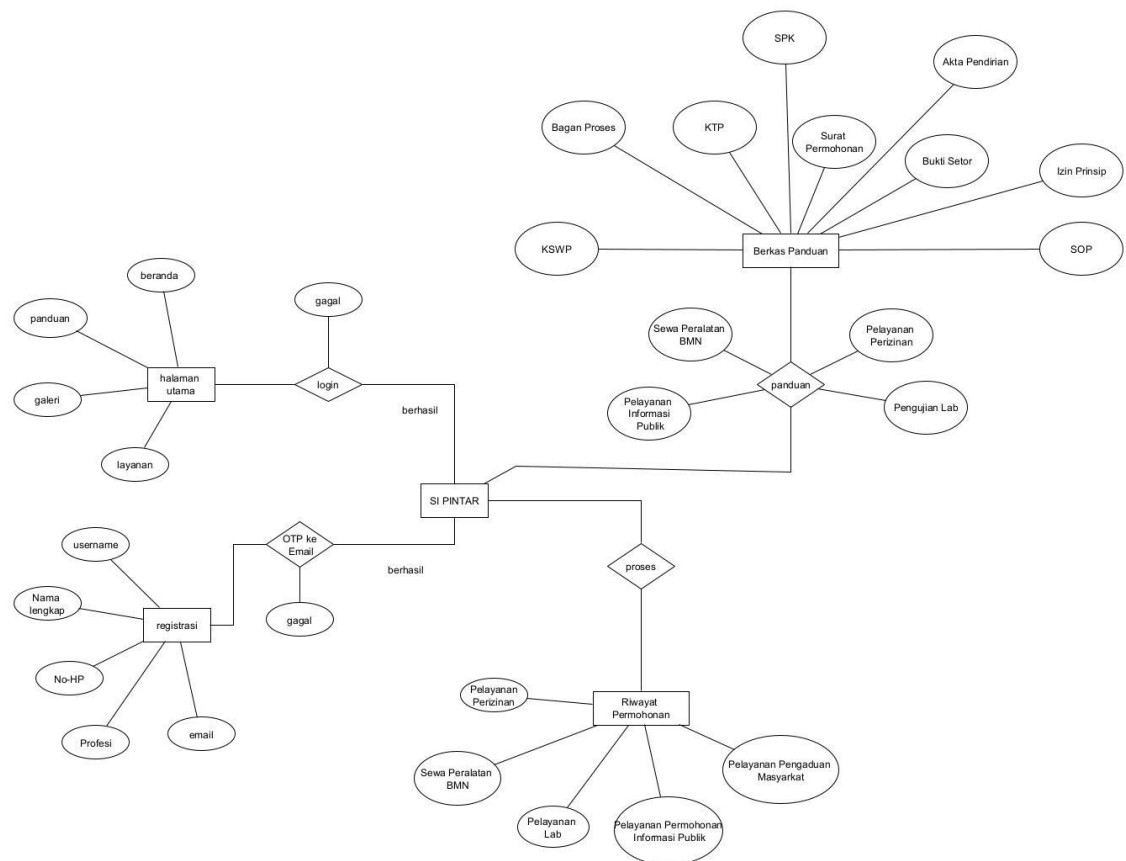 SPK
Akta Pendirian
Bagan Proses
KTP
Surat
Permohonan
Bukti Setor
Izin Prinsip
KSWP
Berkas Panduan
SOP
beranda
gagal
panduan
Sewa Peralatan
BMN
Pelayanan
Perizinan
halaman
utama
login
panduan
galeri
berhasil
Pelayanan
Informasi
Publik
Pengujian Lab
layanan
SI PINTAR
username
OTP ke
Email
berhasil
proses
Nama
lengkap
registrasi
gagal
No-HP
Profesi
email
Pelayanan
Perizinan
Riwayat
Permohonan
Sewa Peralatan
BMN
Pelayanan Pengaduan
Masyarkat
Pelayanan
Lab
Pelayanan Permohonan
Informasi Publik